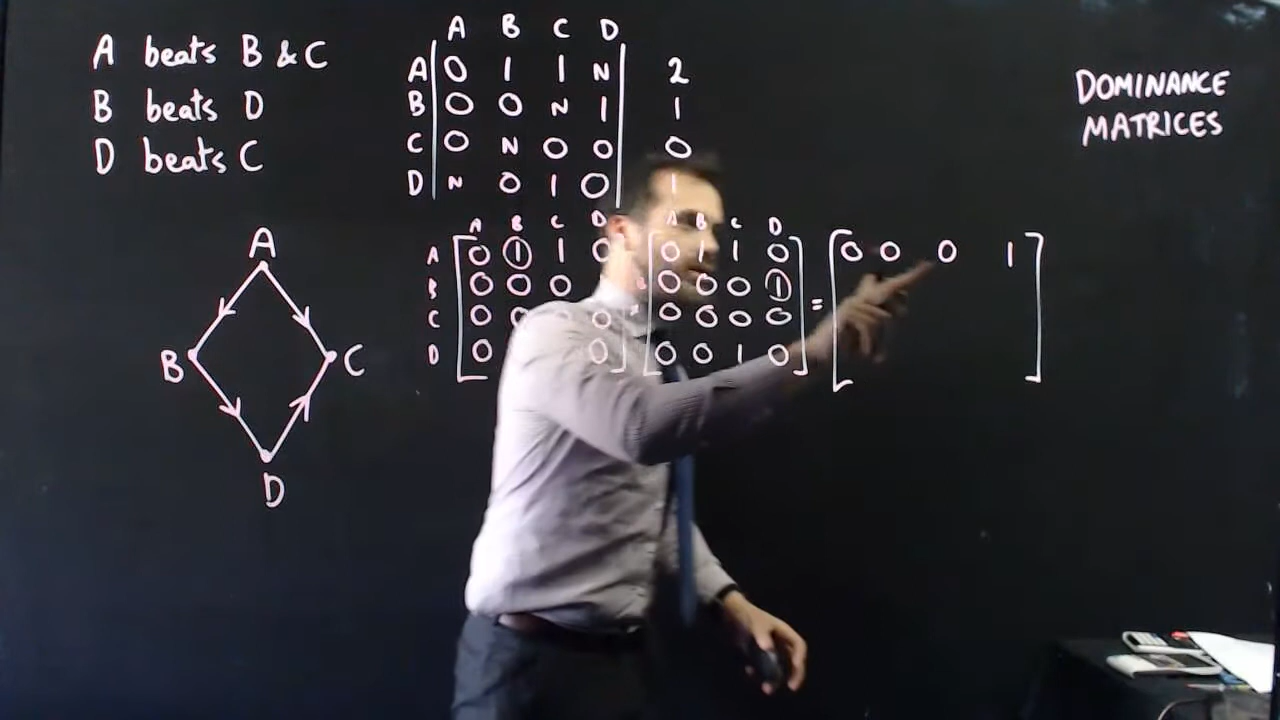 A beats B & C
B beats D
D beats C
A B C D
A 0 1 1 N 2
B 0 0 N 1 1
C 0 N 0 0 0
D N 0 1 0 1
DOMINANCE
MATRICES
A B C D A B C D
A 0 1 1 0 0 1 1 0 = 0 0 0 1
B 0 0 0 0 0 0 1
C 0 0 0 0 0 0
D 0 0 0 0 1 0
A
B C
D